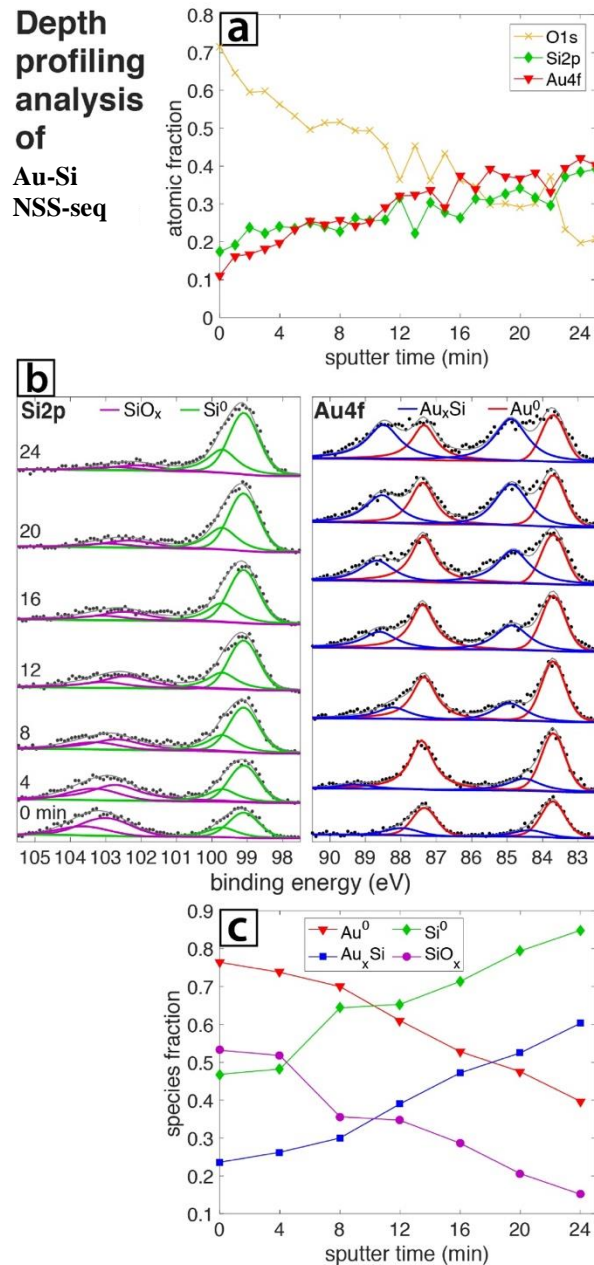 Depth
profiling
analysis
of
Au-Si
NSS-seq
a
O1s
Si2p
Au4f
atomic fraction
0.8
0.7
0.6
0.5
0.4
0.3
0.2
0.1
0
0 4 8 12 16 20 24
sputter time (min)
b
Si2p
SiOₓ Si⁰
24
20
16
12
8
4
0 min
105 104 103 102 101 100 99 98
Au4f
AuₓSi Au⁰
90 89 88 87 86 85 84 83
binding energy (eV)
c
Au⁰ Si⁰
AuₓSi SiOₓ
species fraction
0.9
0.8
0.7
0.6
0.5
0.4
0.3
0.2
0.1
0 4 8 12 16 20 24
sputter time (min)